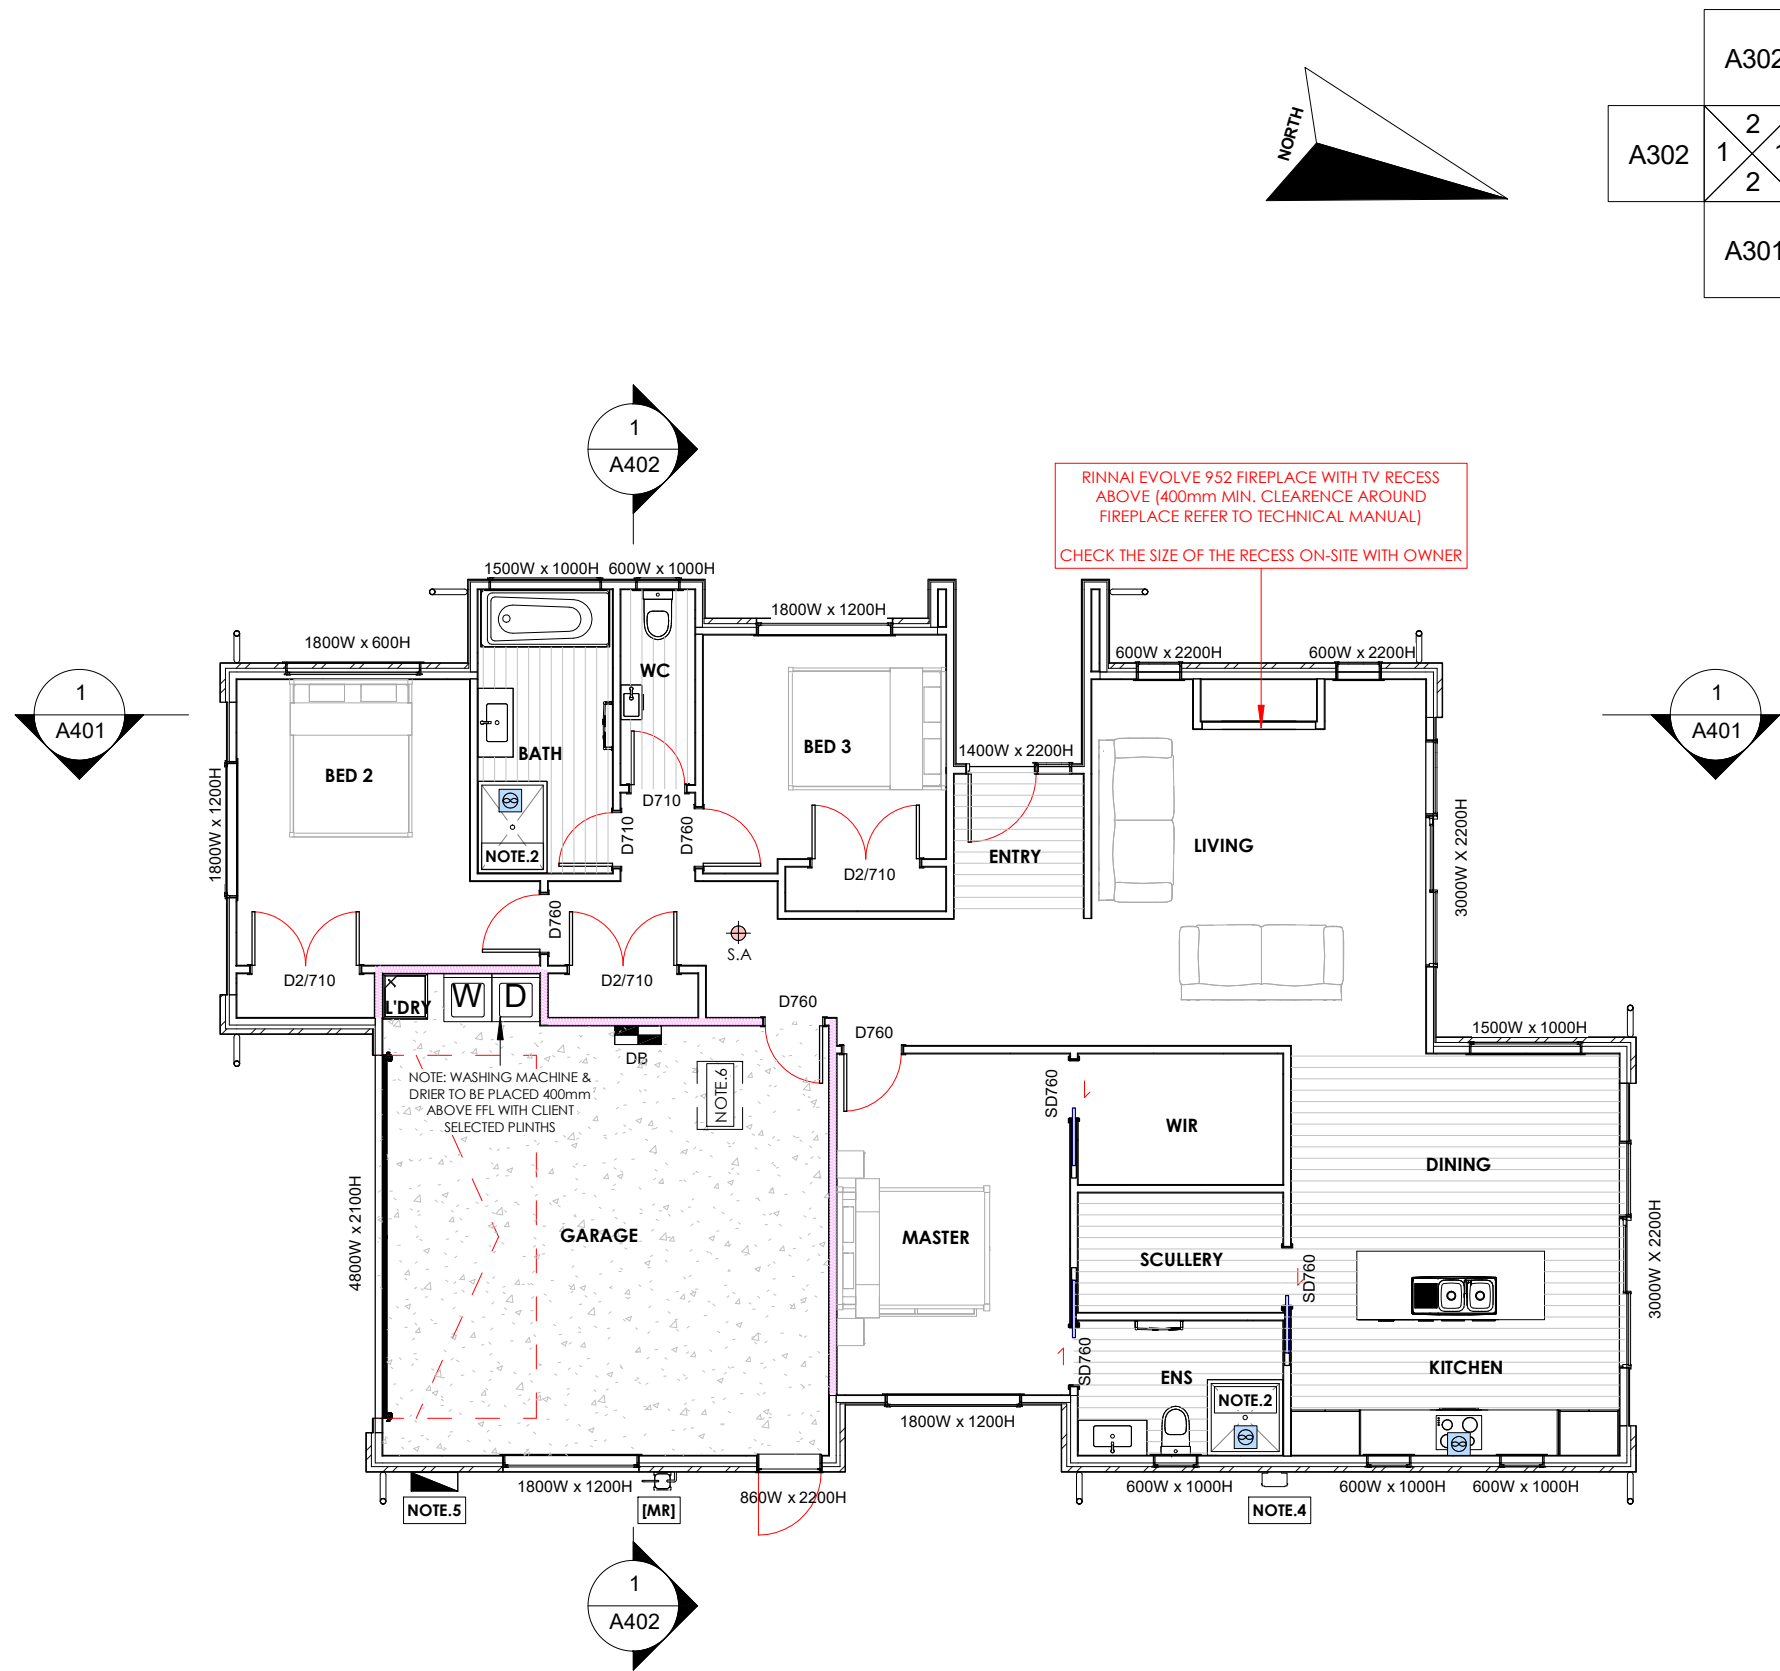 A302
NORTH
A302
2
1
1
2
A301
1
A402
RINNAI EVOLVE 952 FIREPLACE WITH TV RECESS
ABOVE (400mm MIN. CLEARENCE AROUND
FIREPLACE REFER TO TECHNICAL MANUAL)
CHECK THE SIZE OF THE RECESS ON-SITE WITH OWNER
1500W x 1000H
600W x 1000H
1800W x 1200H
1800W x 600H
600W x 2200H
600W x 2200H
WC
1
A401
1
A401
BED 2
BATH
BED 3
1400W x 2200H
1800W x 1200H
D710
D710
D760
NOTE.2
ENTRY
LIVING
3000W X 2200H
D2/710
D760
S.A
D2/710
D2/710
L'DRY
W
D
D760
D760
1500W x 1000H
DB
NOTE: WASHING MACHINE &
DRIER TO BE PLACED 400mm
ABOVE FFL WITH CLIENT
SELECTED PLINTHS
NOTE.6
SD760
WIR
DINING
4800W x 2100H
GARAGE
MASTER
SCULLERY
SD760
3000W X 2200H
SD760
ENS
KITCHEN
NOTE.2
1800W x 1200H
1800W x 1200H
860W x 2200H
600W x 1000H
600W x 1000H
600W x 1000H
NOTE.5
[MR]
NOTE.4
1
A402